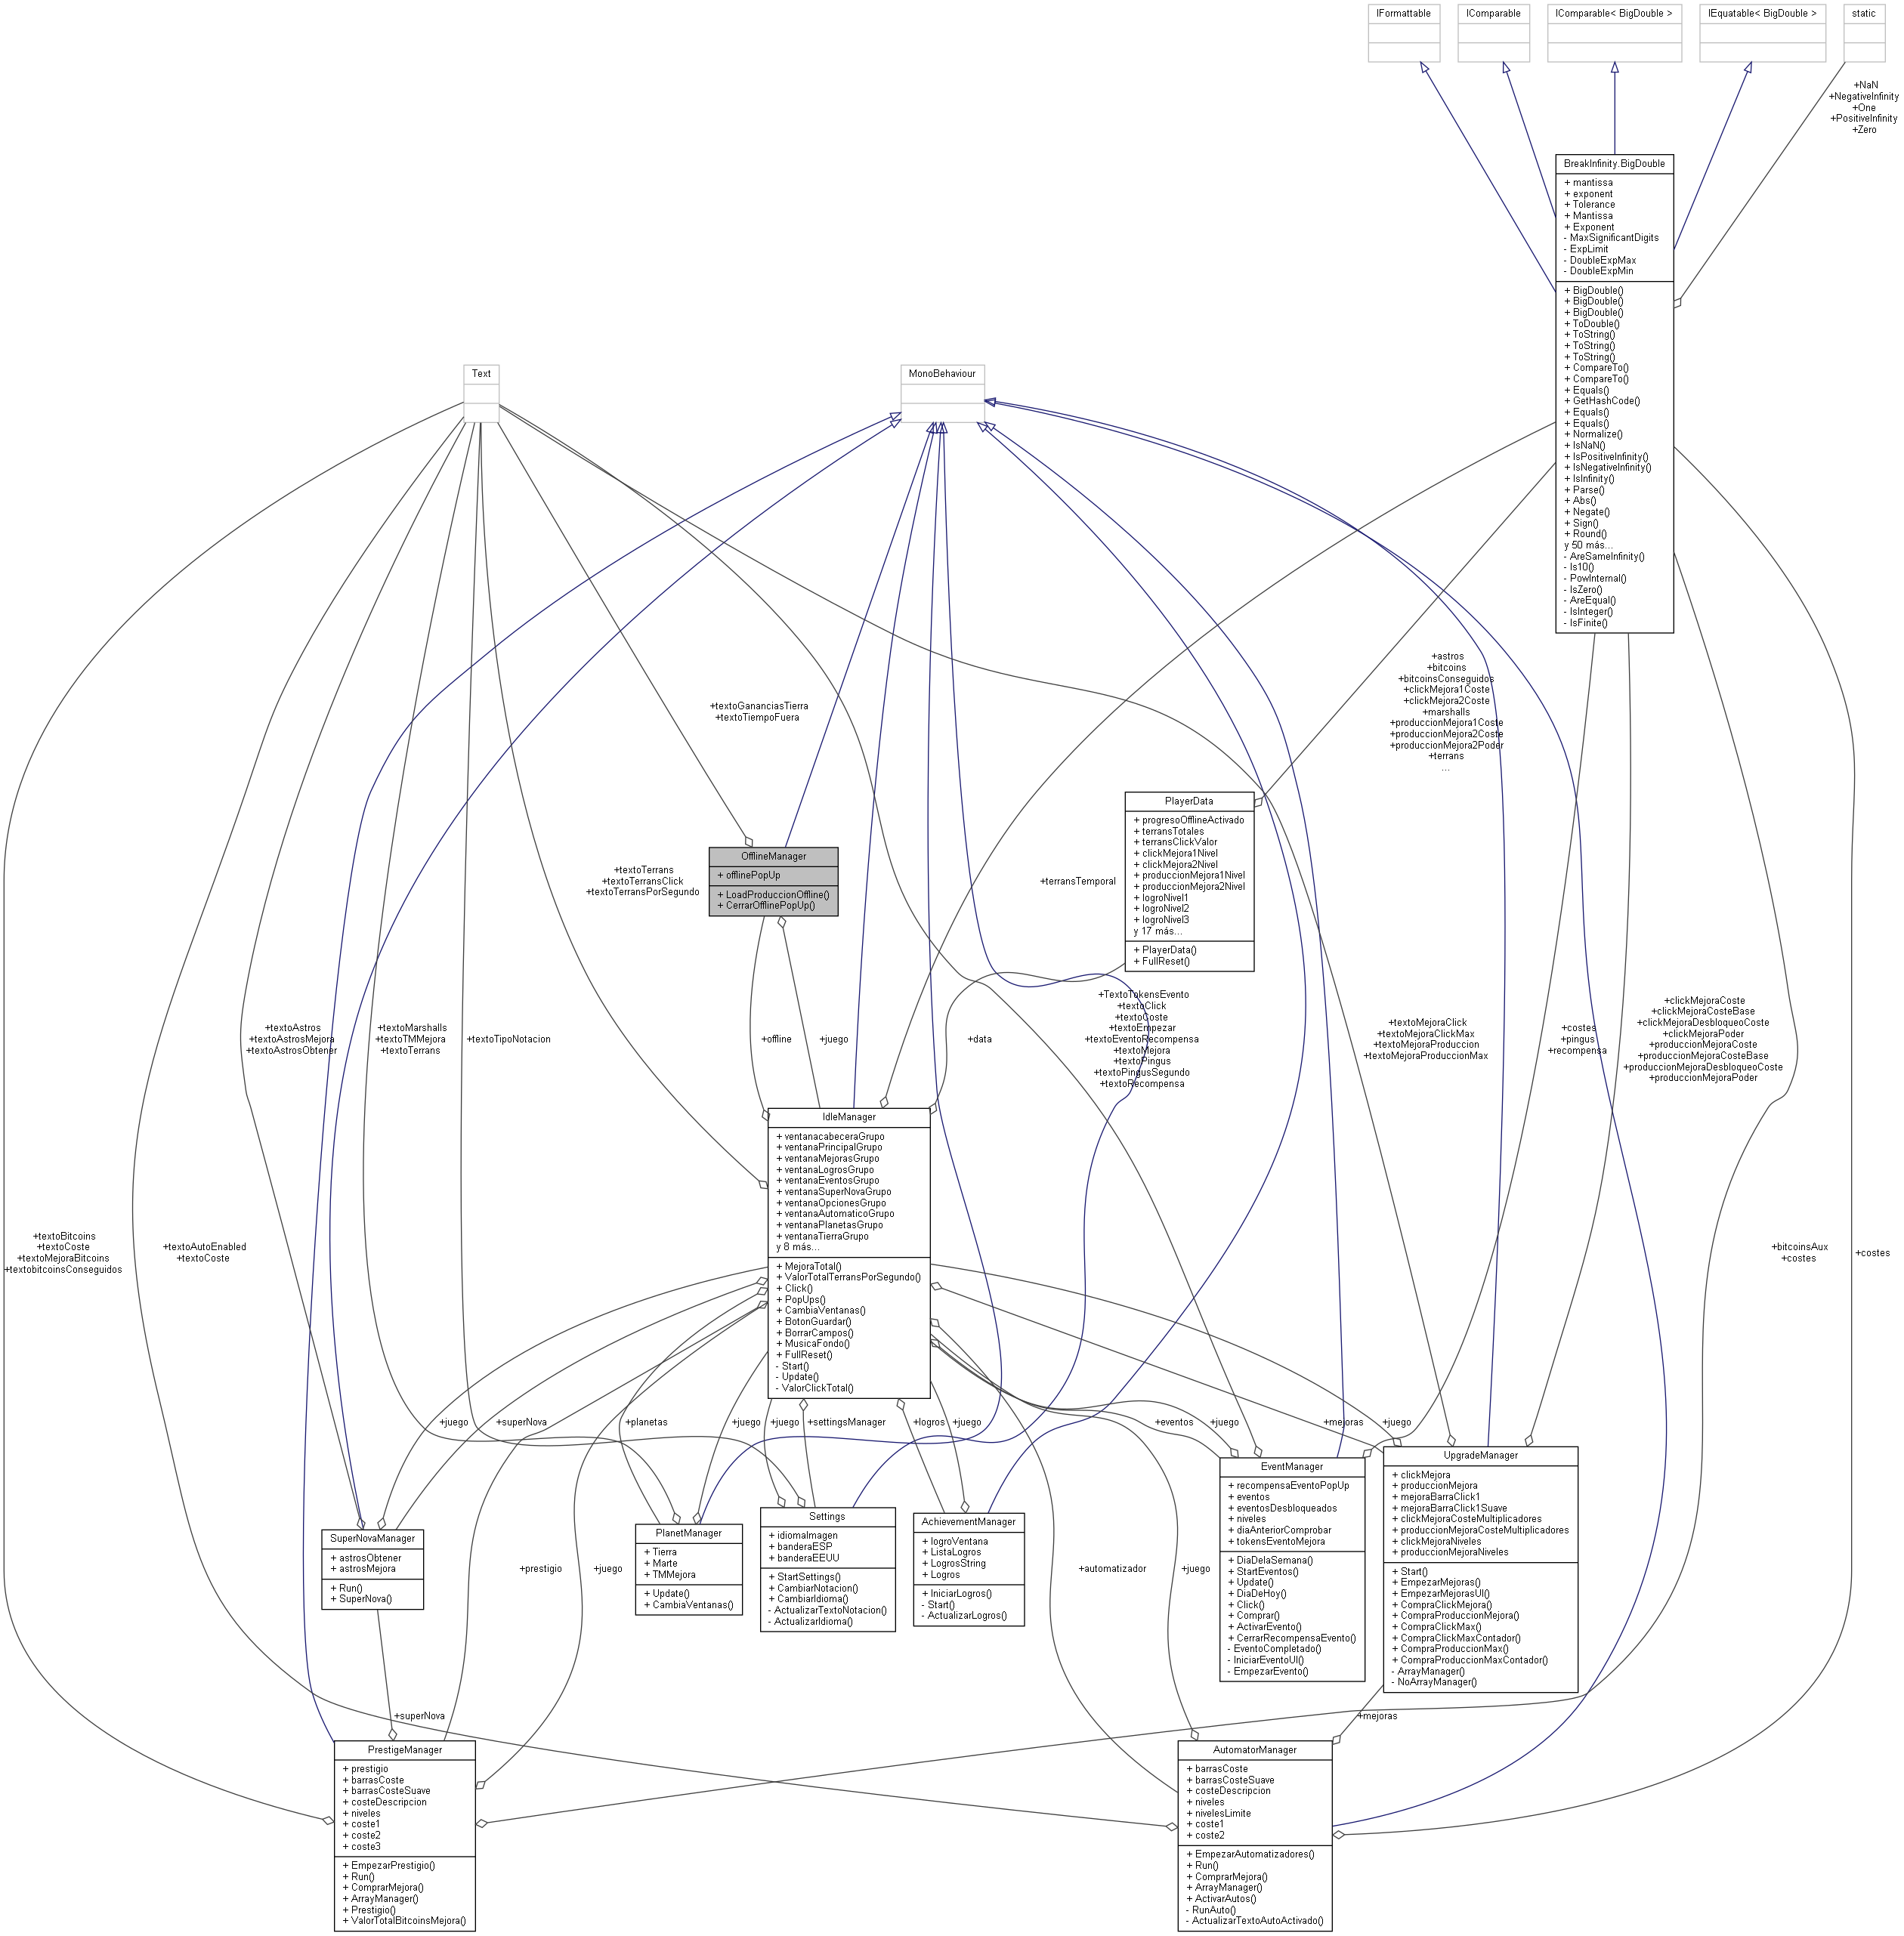 IFormattable
IComparable
IComparable< BigDouble >
IEquatable< BigDouble >
static
+NaN
+NegativeInfinity
+One
+PositiveInfinity
+Zero
BreakInfinity.BigDouble
+ mantissa
+ exponent
+ Tolerance
+ Mantissa
+ Exponent
- MaxSignificantDigits
- ExpLimit
- DoubleExpMax
- DoubleExpMin
+ BigDouble()
+ BigDouble()
+ BigDouble()
+ ToDouble()
+ ToString()
+ ToString()
+ ToString()
+ CompareTo()
+ CompareTo()
+ Equals()
+ GetHashCode()
+ Equals()
+ Equals()
+ Normalize()
+ IsNaN()
+ IsPositiveInfinity()
+ IsNegativeInfinity()
+ IsInfinity()
+ Parse()
+ Abs()
+ Negate()
+ Sign()
+ Round()
y 50 más...
- AreSameInfinity()
- Is10()
- PowInternal()
- IsZero()
- AreEqual()
- IsInteger()
- IsFinite()
Text
MonoBehaviour
+textoGananciasTierra
+textoTiempoFuera
+astros
+bitcoins
+bitcoinsConseguidos
+clickMejora1Coste
+clickMejora2Coste
+marshalls
+produccionMejora1Coste
+produccionMejora2Coste
+produccionMejora2Poder
+terrans
...
PlayerData
+ progresoOfflineActivado
+ terransTotales
+ terransClickValor
+ clickMejora1Nivel
+ clickMejora2Nivel
+ produccionMejora1Nivel
+ produccionMejora2Nivel
+ logroNivel1
+ logroNivel2
+ logroNivel3
y 17 más...
+ PlayerData()
+ FullReset()
OfflineManager
+ offlinePopUp
+ LoadProduccionOffline()
+ CerrarOfflinePopUp()
+textoTerrans
+textoTerransClick
+textoTerransPorSegundo
+terransTemporal
+textoAstros
+textoAstrosMejora
+textoAstrosObtener
+textoMarshalls
+textoTMMejora
+textoTerrans
+textoTipoNotacion
+offline
+juego
+data
+TextoTokensEvento
+textoClick
+textoCoste
+textoEmpezar
+textoEventoRecompensa
+textoMejora
+textoPingus
+textoPingusSegundo
+textoRecompensa
+textoMejoraClick
+textoMejoraClickMax
+textoMejoraProduccion
+textoMejoraProduccionMax
+costes
+pingus
+recompensa
+clickMejoraCoste
+clickMejoraCosteBase
+clickMejoraDesbloqueoCoste
+clickMejoraPoder
+produccionMejoraCoste
+produccionMejoraCosteBase
+produccionMejoraDesbloqueoCoste
+produccionMejoraPoder
IdleManager
+ ventanacabeceraGrupo
+ ventanaPrincipalGrupo
+ ventanaMejorasGrupo
+ ventanaLogrosGrupo
+ ventanaEventosGrupo
+ ventanaSuperNovaGrupo
+ ventanaOpcionesGrupo
+ ventanaAutomaticoGrupo
+ ventanaPlanetasGrupo
+ ventanaTierraGrupo
y 8 más...
+ MejoraTotal()
+ ValorTotalTerransPorSegundo()
+ Click()
+ PopUps()
+ CambiaVentanas()
+ BotonGuardar()
+ BorrarCampos()
+ MusicaFondo()
+ FullReset()
- Start()
- Update()
- ValorClickTotal()
+textoBitcoins
+textoCoste
+textoMejoraBitcoins
+textobitcoinsConseguidos
+textoAutoEnabled
+textoCoste
+bitcoinsAux
+costes
+costes
+juego
+superNova
+planetas
+juego
+juego
+settingsManager
+logros
+juego
+eventos
+juego
+mejoras
+juego
SuperNovaManager
+ astrosObtener
+ astrosMejora
+ Run()
+ SuperNova()
PlanetManager
+ Tierra
+ Marte
+ TMMejora
+ Update()
+ CambiaVentanas()
Settings
+ idiomaImagen
+ banderaESP
+ banderaEEUU
+ StartSettings()
+ CambiarNotacion()
+ CambiarIdioma()
- ActualizarTextoNotacion()
- ActualizarIdioma()
AchievementManager
+ logroVentana
+ ListaLogros
+ LogrosString
+ Logros
+ IniciarLogros()
- Start()
- ActualizarLogros()
EventManager
+ recompensaEventoPopUp
+ eventos
+ eventosDesbloqueados
+ niveles
+ diaAnteriorComprobar
+ tokensEventoMejora
+ DiaDelaSemana()
+ StartEventos()
+ Update()
+ DiaDeHoy()
+ Click()
+ Comprar()
+ ActivarEvento()
+ CerrarRecompensaEvento()
- EventoCompletado()
- IniciarEventoUI()
- EmpezarEvento()
UpgradeManager
+ clickMejora
+ produccionMejora
+ mejoraBarraClick1
+ mejoraBarraClick1Suave
+ clickMejoraCosteMultiplicadores
+ produccionMejoraCosteMultiplicadores
+ clickMejoraNiveles
+ produccionMejoraNiveles
+ Start()
+ EmpezarMejoras()
+ EmpezarMejorasUI()
+ CompraClickMejora()
+ CompraProduccionMejora()
+ CompraClickMax()
+ CompraClickMaxContador()
+ CompraProduccionMax()
+ CompraProduccionMaxContador()
- ArrayManager()
- NoArrayManager()
+prestigio
+juego
+automatizador
+juego
+superNova
+mejoras
PrestigeManager
+ prestigio
+ barrasCoste
+ barrasCosteSuave
+ costeDescripcion
+ niveles
+ coste1
+ coste2
+ coste3
+ EmpezarPrestigio()
+ Run()
+ ComprarMejora()
+ ArrayManager()
+ Prestigio()
+ ValorTotalBitcoinsMejora()
AutomatorManager
+ barrasCoste
+ barrasCosteSuave
+ costeDescripcion
+ niveles
+ nivelesLimite
+ coste1
+ coste2
+ EmpezarAutomatizadores()
+ Run()
+ ComprarMejora()
+ ArrayManager()
+ ActivarAutos()
- RunAuto()
- ActualizarTextoAutoActivado()